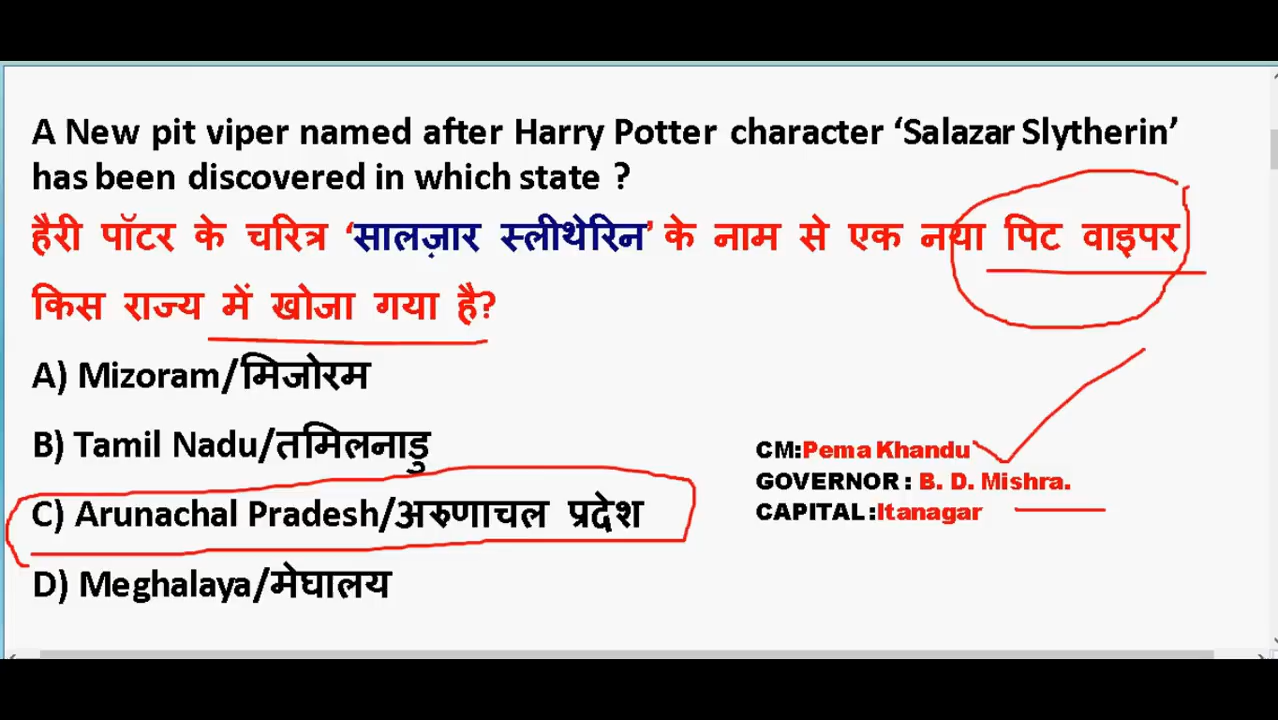 A New pit viper named after Harry Potter character ‘Salazar Slytherin’
has been discovered in which state ?
हैरी पॉटर के चरित्र ‘सालज़ार स्लीथेरिन’ के नाम से एक नया पिट वाइपर
किस राज्य में खोजा गया है?
A) Mizoram/मिजोरम
B) Tamil Nadu/तमिलनाडु
C) Arunachal Pradesh/अरुणाचल प्रदेश
D) Meghalaya/मेघालय
CM:Pema Khandu
GOVERNOR : B. D. Mishra.
CAPITAL :Itanagar